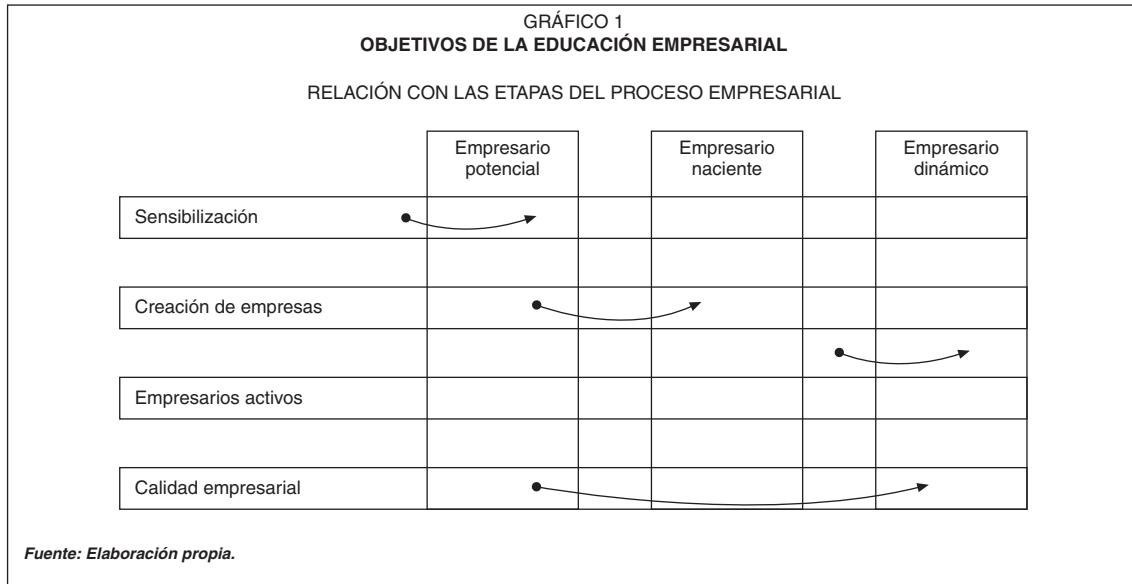 GRÁFICO 1
OBJETIVOS DE LA EDUCACIÓN EMPRESARIAL
RELACIÓN CON LAS ETAPAS DEL PROCESO EMPRESARIAL
Empresario
potencial
Empresario
naciente
Empresario
dinámico
Sensibilización
Creación de empresas
Empresarios activos
Calidad empresarial
Fuente: Elaboración propia.